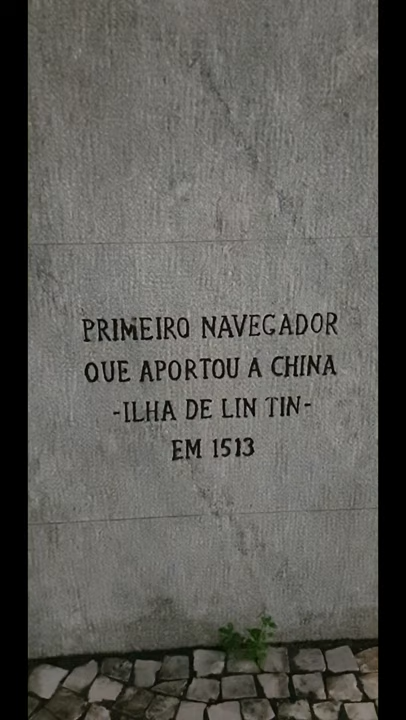 PRIMEIRO NAVEGADOR
QUE APORTOU A CHINA
-ILHA DE LIN TIN-
EM 1513